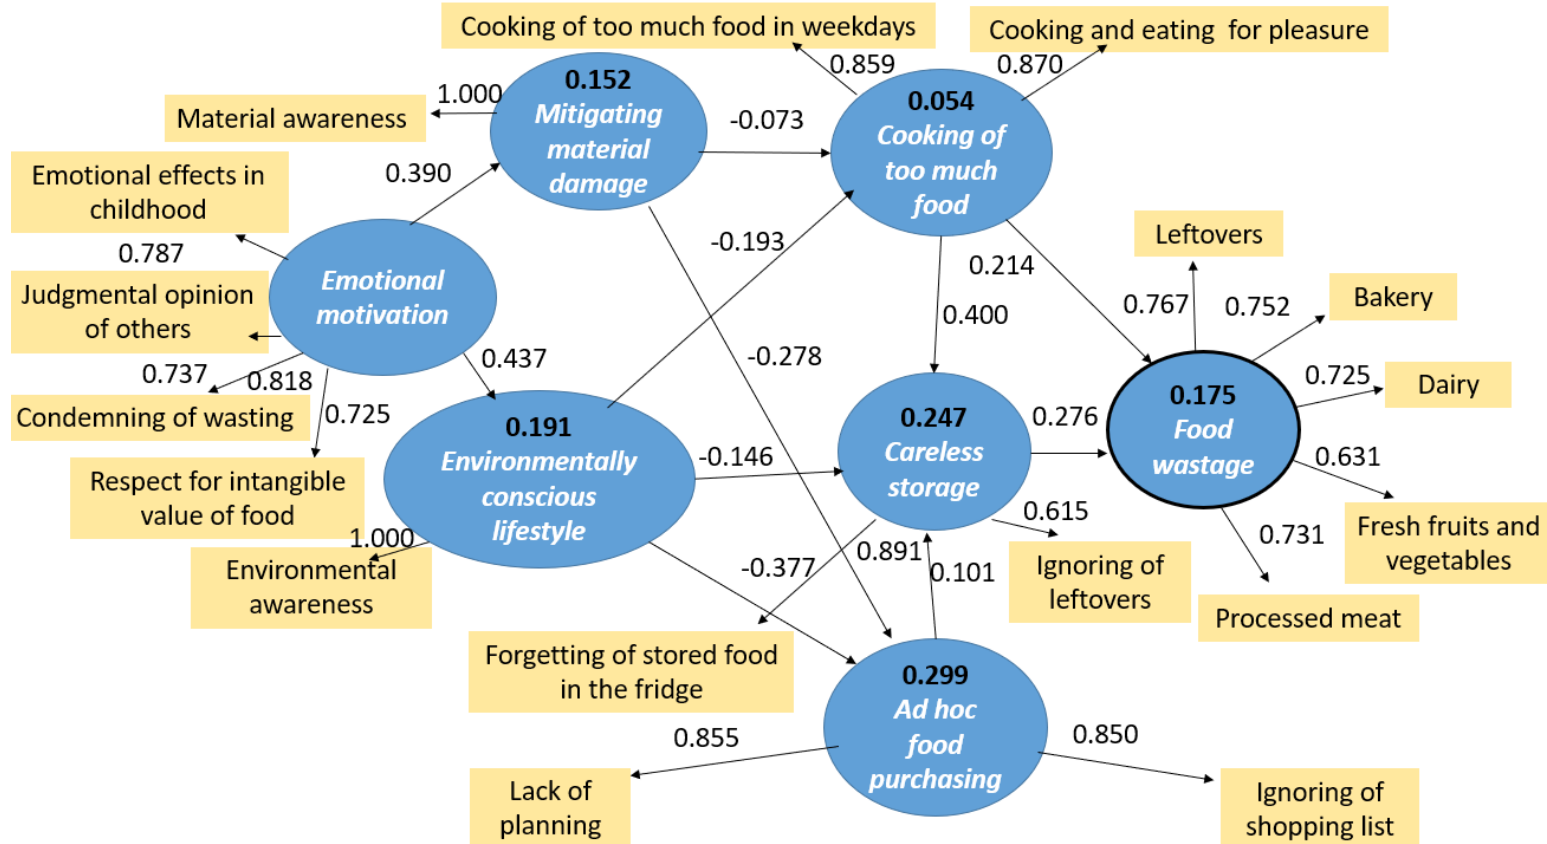 Cooking of too much food in weekdays
Cooking and eating for pleasure
0.859
0.870
Material awareness
1.000
0.152
Mitigating
material
damage
-0.073
0.054
Cooking of
too much
food
Emotional effects in
childhood
0.390
0.787
Judgmental opinion
of others
Emotional
motivation
-0.193
0.214
0.400
Leftovers
0.767
0.752
Bakery
0.737
0.818
0.437
-0.278
0.725
Dairy
Condemning of wasting
0.725
0.191
Environmentally
conscious
lifestyle
-0.146
0.247
Careless
storage
0.276
0.175
Food
wastage
0.631
Respect for intangible
value of food
1.000
Environmental
awareness
-0.377
0.891
0.101
0.615
Ignoring of
leftovers
0.731
Fresh fruits and
vegetables
Processed meat
Forgetting of stored food
in the fridge
0.299
Ad hoc
food
purchasing
0.855
0.850
Lack of
planning
Ignoring of
shopping list